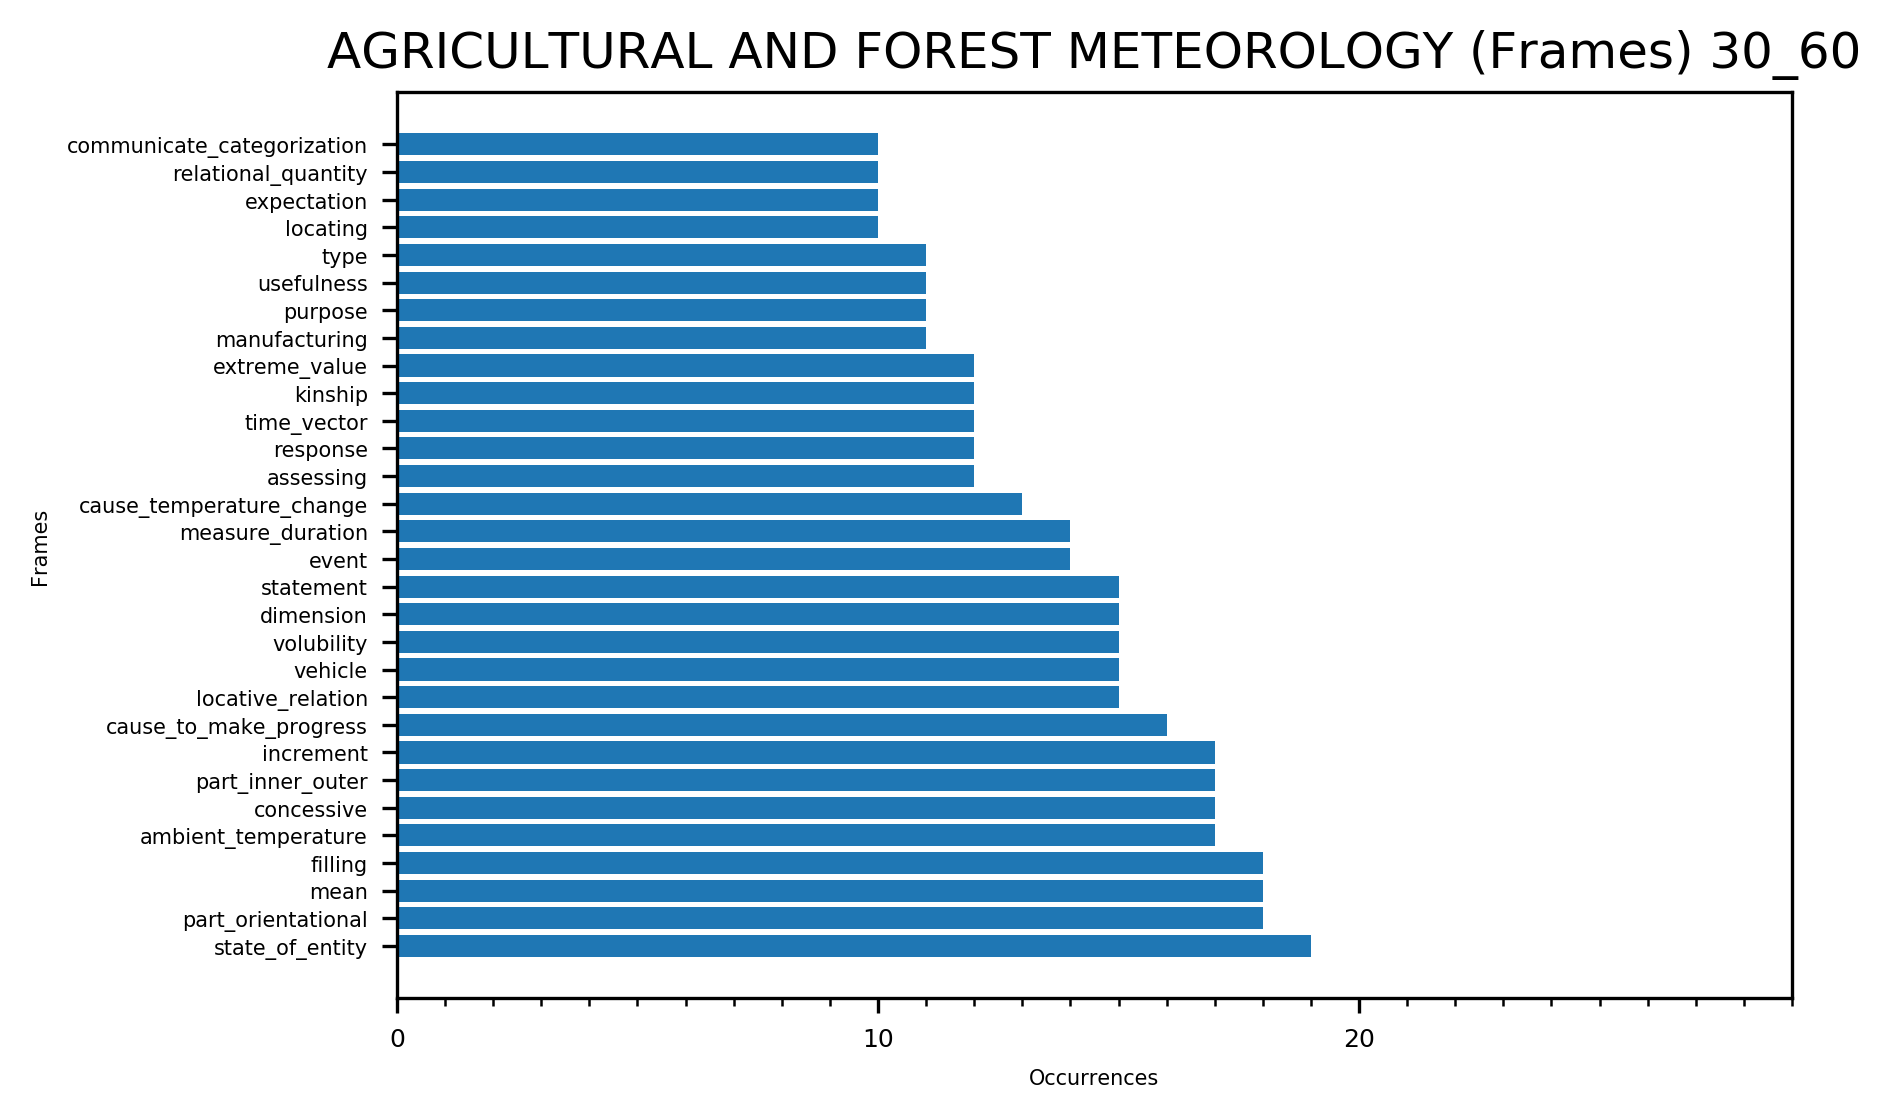 AGRICULTURAL AND FOREST METEOROLOGY (Frames) 30_60
communicate_categorization
relational_quantity
expectation
locating
type
usefulness
purpose
manufacturing
extreme_value
kinship
time_vector
response
assessing
cause_temperature_change
measure_duration
event
statement
dimension
volubility
vehicle
locative_relation
cause_to_make_progress
increment
part_inner_outer
concessive
ambient_temperature
filling
mean
part_orientational
state_of_entity
Frames
0 10 20
Occurrences